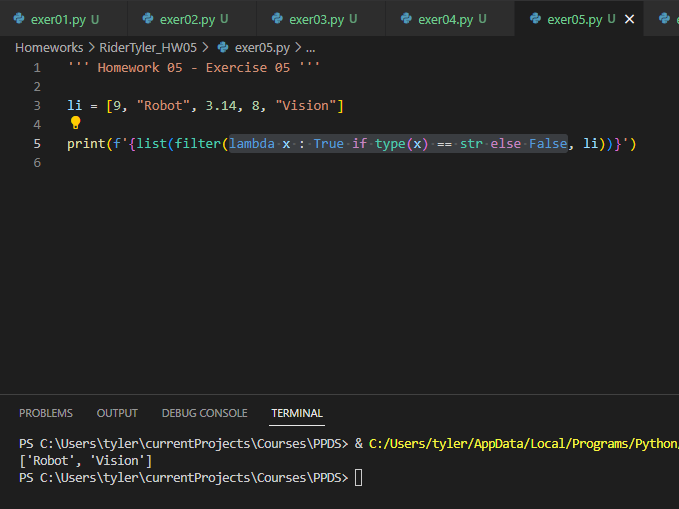 exer01.py U exer02.py U exer03.py U exer04.py U exer05.py U
Homeworks > RiderTyler_HW05 > exer05.py > ...
1 ''' Homework 05 - Exercise 05 '''
2
3 li = [9, "Robot", 3.14, 8, "Vision"]
4
5 print(f'{list(filter(lambda x : True if type(x) == str else False, li))}')
6
PROBLEMS OUTPUT DEBUG CONSOLE TERMINAL
PS C:\Users\tyler\currentProjects\Courses\PPDS> & C:/Users/tyler/AppData/Local/Programs/Python/
['Robot', 'Vision']
PS C:\Users\tyler\currentProjects\Courses\PPDS>